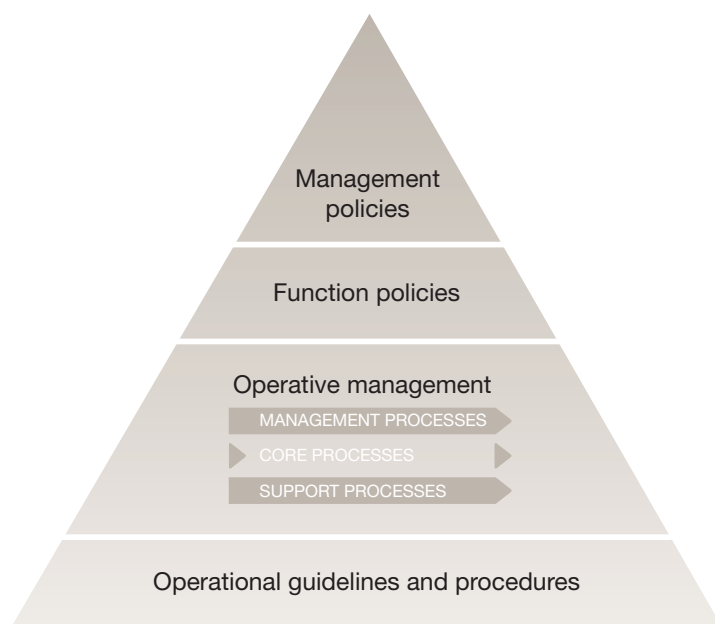 Management
policies
Function policies
Operative management
MANAGEMENT PROCESSES
CORE PROCESSES
SUPPORT PROCESSES
Operational guidelines and procedures